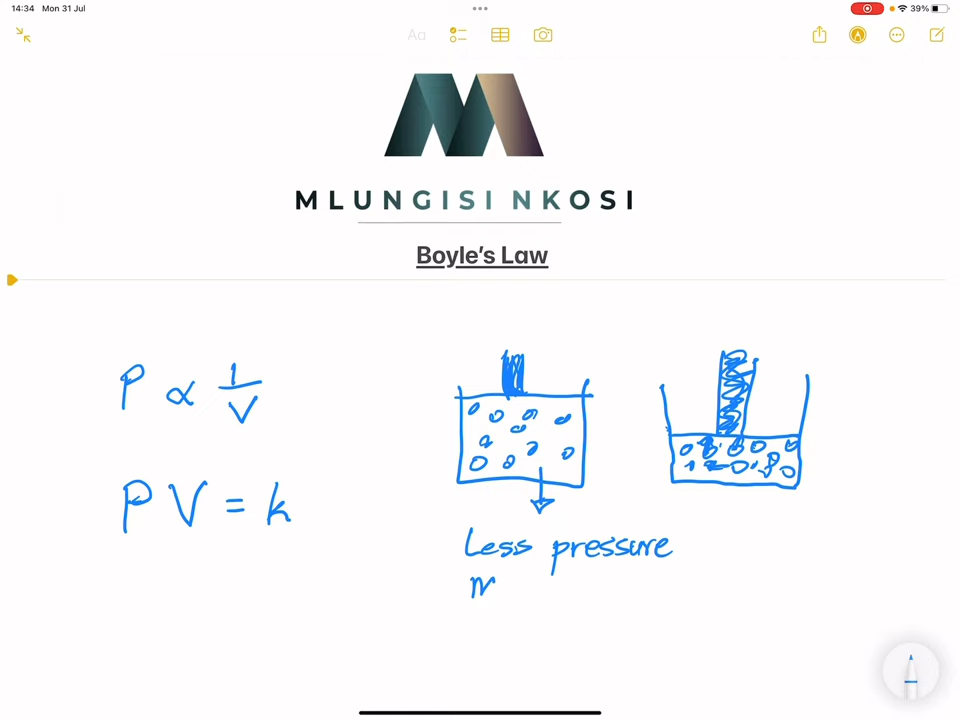 14:34 Mon 31 Jul
39%
Aa
MLUNGISI NKOSI
Boyle's Law
P ∝ 1/V
PV = k
Less pressure